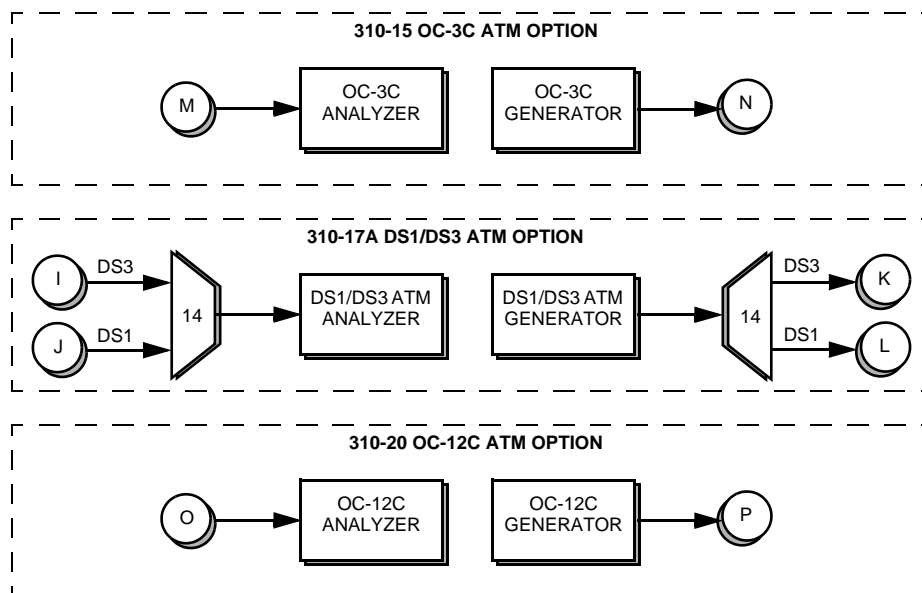 310-15 OC-3C ATM OPTION
M
OC-3C
ANALYZER
OC-3C
GENERATOR
N
310-17A DS1/DS3 ATM OPTION
I
DS3
J
DS1
14
DS1/DS3 ATM
ANALYZER
DS1/DS3 ATM
GENERATOR
14
DS3
K
DS1
L
310-20 OC-12C ATM OPTION
O
OC-12C
ANALYZER
OC-12C
GENERATOR
P